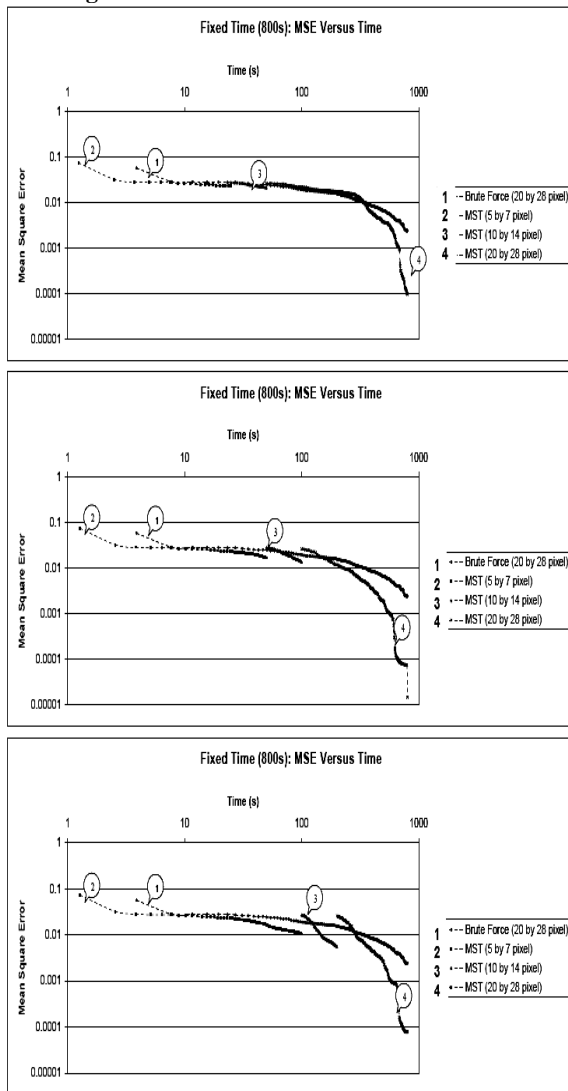 Fixed Time (800s): MSE Versus Time
Time (s)
1 10 100 1000
1
0.1
0.01
0.001
0.0001
0.00001
Mean Square Error
2
1
3
4
1 Brute Force (20 by 28 pixel)
2 MST (5 by 7 pixel)
3 MST (10 by 14 pixel)
4 MST (20 by 28 pixel)
Fixed Time (800s): MSE Versus Time
Time (s)
1 10 100 1000
1
0.1
0.01
0.001
0.0001
0.00001
Mean Square Error
2
1
3
4
1 Brute Force (20 by 28 pixel)
2 MST (5 by 7 pixel)
3 MST (10 by 14 pixel)
4 MST (20 by 28 pixel)
Fixed Time (800s): MSE Versus Time
Time (s)
1 10 100 1000
1
0.1
0.01
0.001
0.0001
0.00001
Mean Square Error
2
1
3
4
1 Brute Force (20 by 28 pixel)
2 MST (5 by 7 pixel)
3 MST (10 by 14 pixel)
4 MST (20 by 28 pixel)